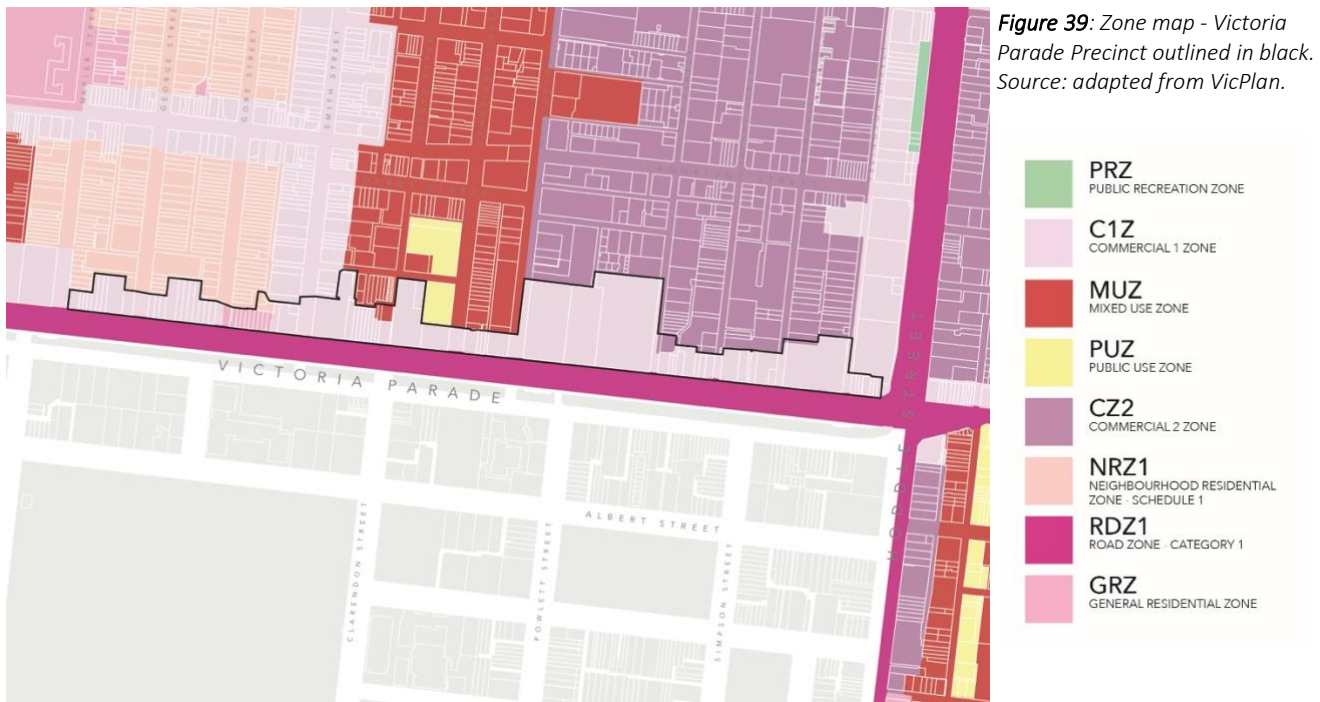 Figure 39: Zone map - Victoria
Parade Precinct outlined in black.
Source: adapted from VicPlan.
NAPIER STREET
GEORGE STREET
GORE STREET
SMITH STREET
VICTORIA PARADE
HODDLE STREET
ALBERT STREET
CLARENDON STREET
POWLETT STREET
SIMPSON STREET
PRZ
PUBLIC RECREATION ZONE
C1Z
COMMERCIAL 1 ZONE
MUZ
MIXED USE ZONE
PUZ
PUBLIC USE ZONE
CZ2
COMMERCIAL 2 ZONE
NRZ1
NEIGHBOURHOOD RESIDENTIAL
ZONE - SCHEDULE 1
RDZ1
ROAD ZONE - CATEGORY 1
GRZ
GENERAL RESIDENTIAL ZONE